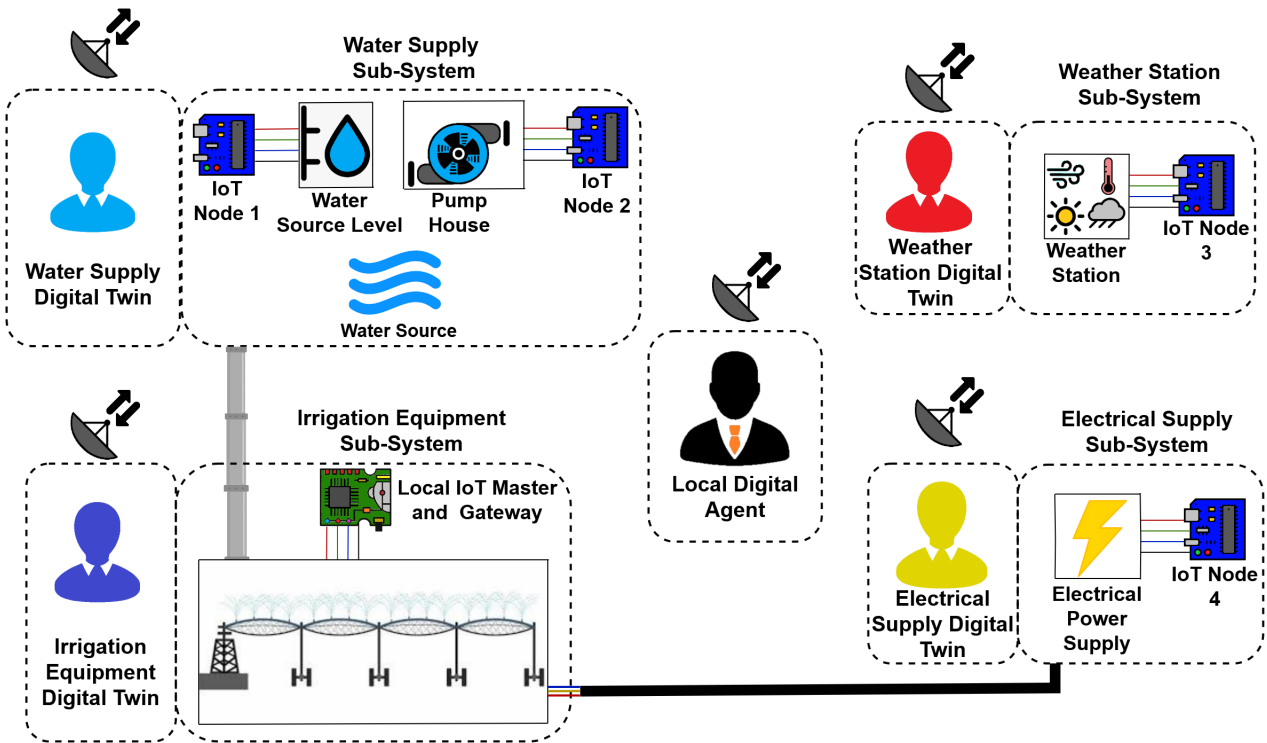 Water Supply
Sub-System
IoT
Node 1
Water
Source Level
Pump
House
IoT
Node 2
Water Supply
Digital Twin
Water Source
Weather Station
Sub-System
Weather
Station Digital
Twin
Weather
Station
IoT Node
3
Local Digital
Agent
Irrigation Equipment
Sub-System
Local IoT Master
and Gateway
Irrigation
Equipment
Digital Twin
Electrical Supply
Sub-System
Electrical
Supply Digital
Twin
Electrical
Power
Supply
IoT Node
4